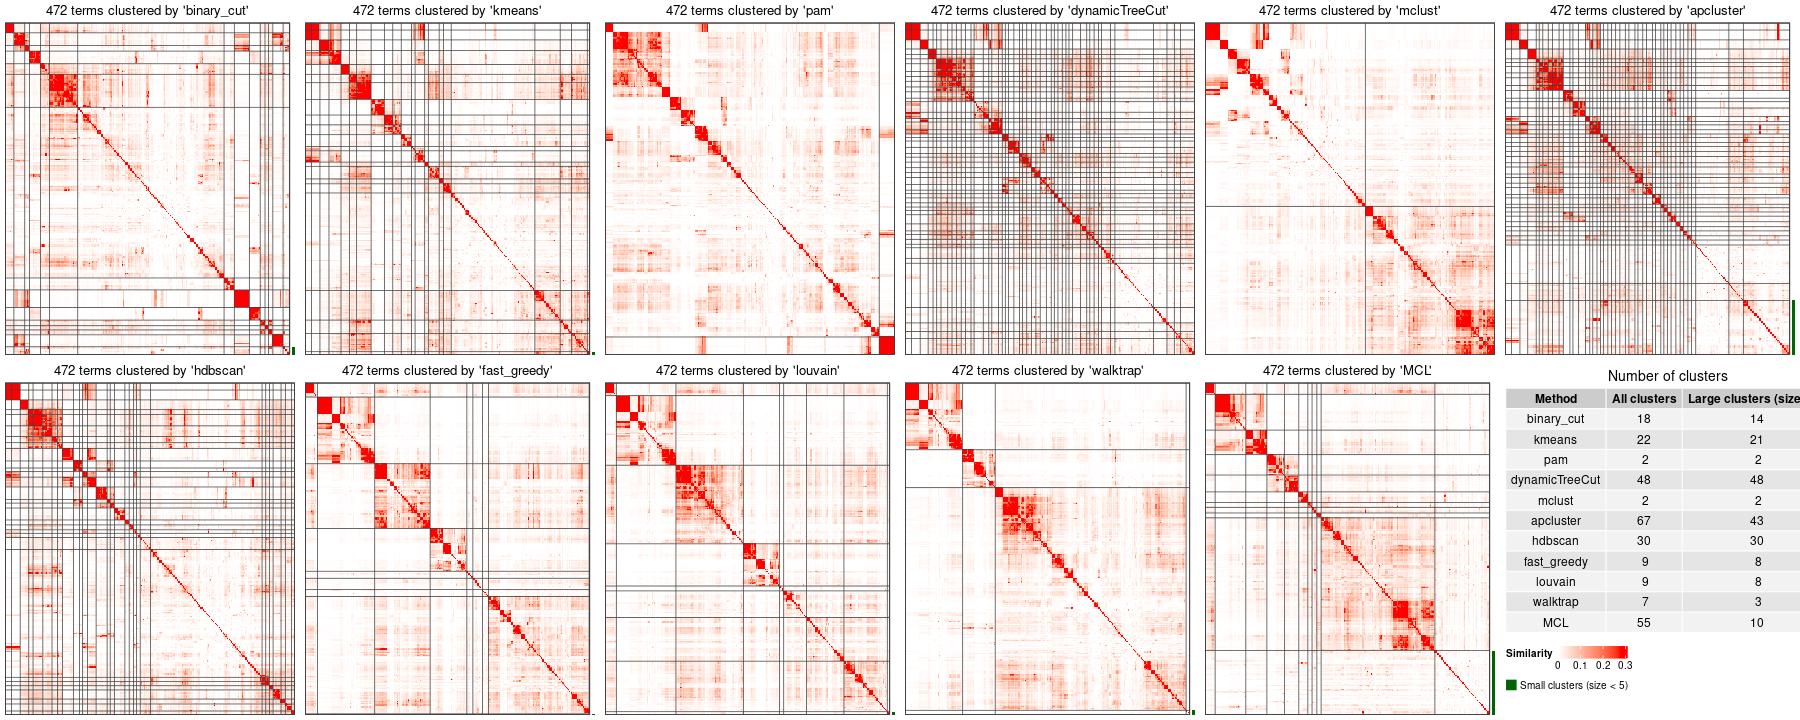 472 terms clustered by 'binary_cut'
472 terms clustered by 'kmeans'
472 terms clustered by 'pam'
472 terms clustered by 'dynamicTreeCut'
472 terms clustered by 'mclust'
472 terms clustered by 'apcluster'
472 terms clustered by 'hdbscan'
472 terms clustered by 'fast_greedy'
472 terms clustered by 'louvain'
472 terms clustered by 'walktrap'
472 terms clustered by 'MCL'
Number of clusters
Method All clusters Large clusters (size
binary_cut 18 14
kmeans 22 21
pam 2 2
dynamicTreeCut 48 48
mclust 2 2
apcluster 67 43
hdbscan 30 30
fast_greedy 9 8
louvain 9 8
walktrap 7 3
MCL 55 10
Similarity
0 0.1 0.2 0.3
Small clusters (size < 5)